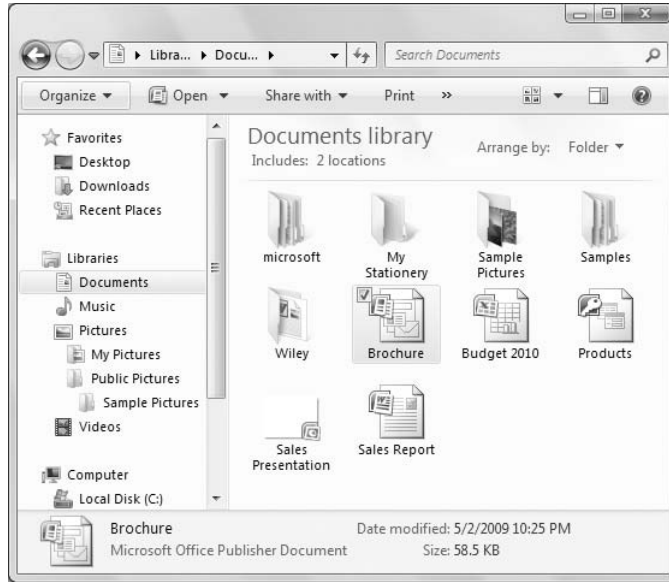 Libra... Docu...
Search Documents
Organize Open Share with Print »
Favorites
Desktop
Downloads
Recent Places
Libraries
Documents
Music
Pictures
My Pictures
Public Pictures
Sample Pictures
Videos
Computer
Local Disk (C:)
Documents library
Includes: 2 locations
Arrange by: Folder
microsoft
My
Stationery
Sample
Pictures
Samples
Wiley
Brochure
Budget 2010
Products
Sales
Presentation
Sales Report
Brochure
Microsoft Office Publisher Document
Date modified: 5/2/2009 10:25 PM
Size: 58.5 KB